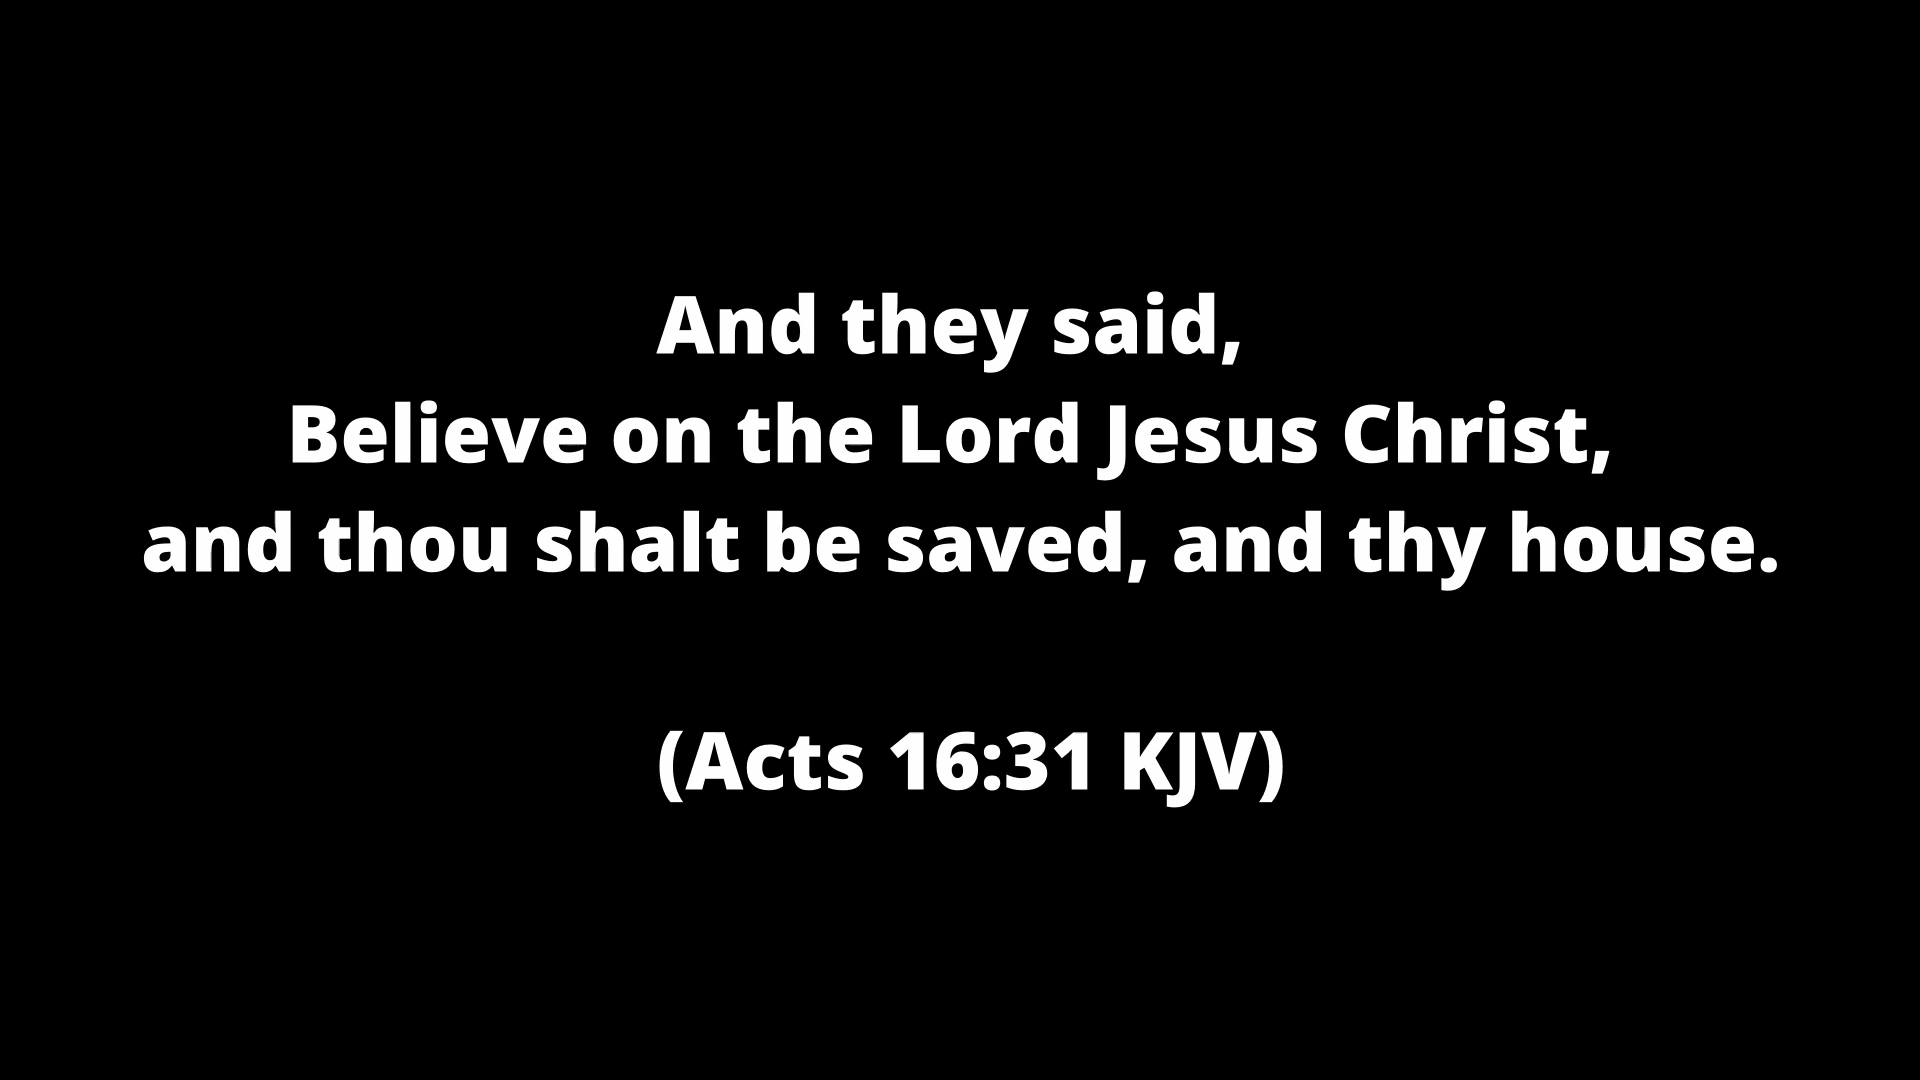 And they said,
Believe on the Lord Jesus Christ,
and thou shalt be saved, and thy house.
(Acts 16:31 KJV)